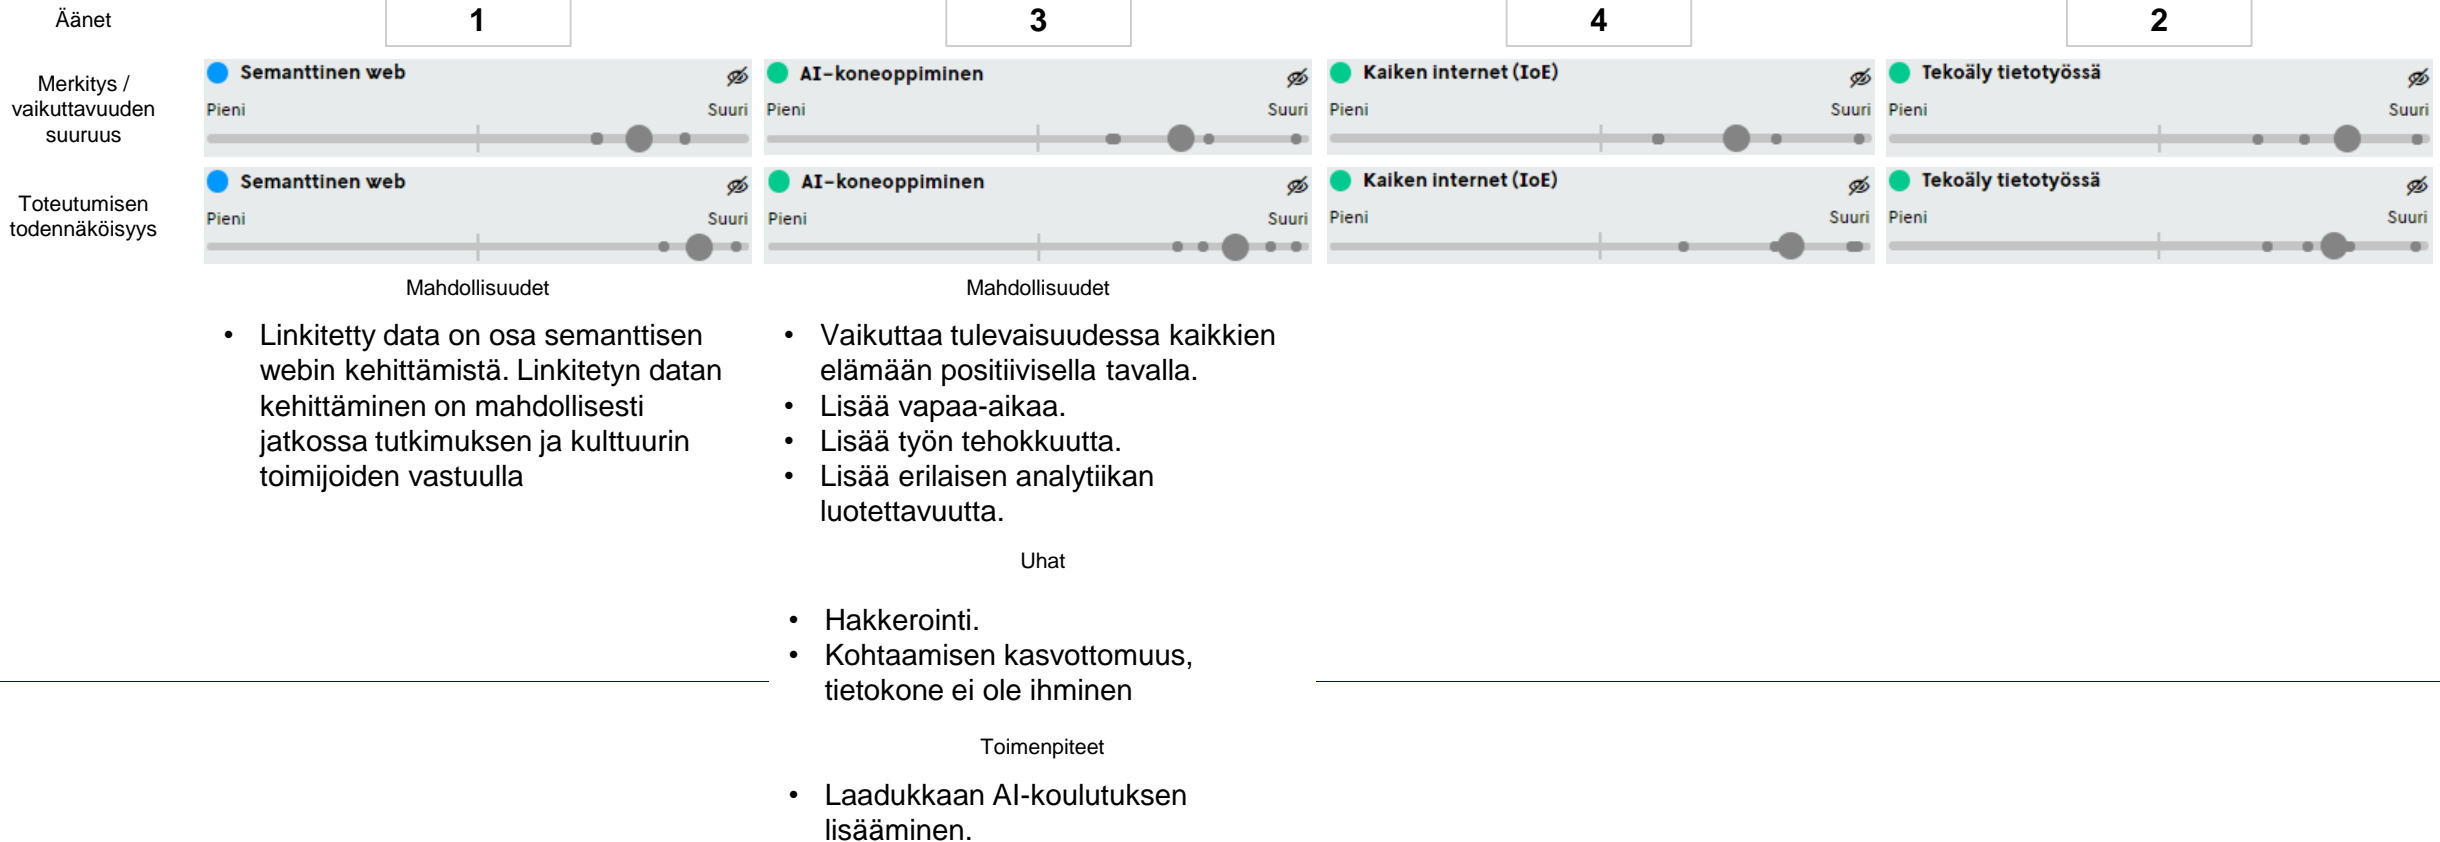 Äänet
1
3
4
2
Merkitys /
vaikuttavuuden
suuruus
Semanttinen web
Pieni
Suuri
AI-koneoppiminen
Pieni
Suuri
Kaiken internet (IoE)
Pieni
Suuri
Tekoäly tietotyössä
Pieni
Suuri
Toteutumisen
todennäköisyys
Semanttinen web
Pieni
Suuri
AI-koneoppiminen
Pieni
Suuri
Kaiken internet (IoE)
Pieni
Suuri
Tekoäly tietotyössä
Pieni
Suuri
Mahdollisuudet
• Linkitetty data on osa semanttisen
webin kehittämistä. Linkitetyn datan
kehittäminen on mahdollisesti
jatkossa tutkimuksen ja kulttuurin
toimijoiden vastuulla
Mahdollisuudet
• Vaikuttaa tulevaisuudessa kaikkien
elämään positiivisella tavalla.
• Lisää vapaa-aikaa.
• Lisää työn tehokkuutta.
• Lisää erilaisen analytiikan
luotettavuutta.
Uhat
• Hakkerointi.
• Kohtaamisen kasvottomuus,
tietokone ei ole ihminen
Toimenpiteet
• Laadukkaan AI-koulutuksen
lisääminen.